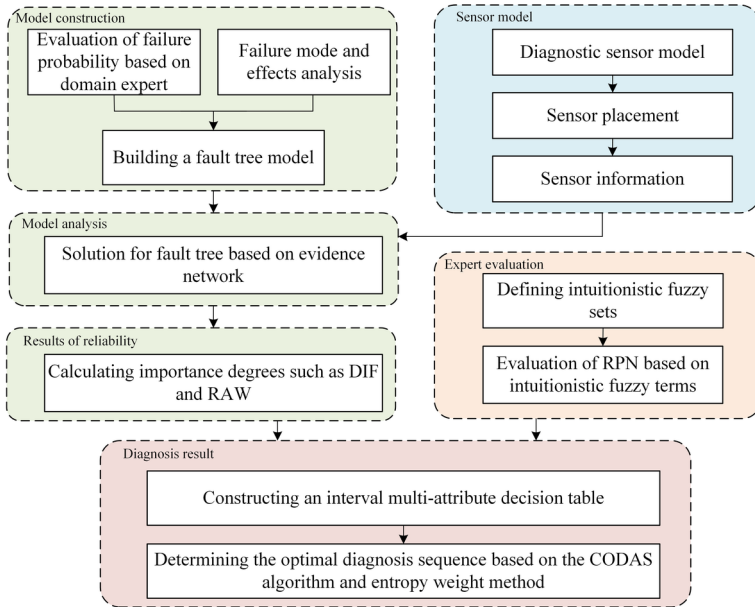 Model construction
Evaluation of failure
probability based on
domain expert
Failure mode and
effects analysis
Building a fault tree model
Sensor model
Diagnostic sensor model
Sensor placement
Sensor information
Model analysis
Solution for fault tree based on evidence
network
Expert evaluation
Defining intuitionistic fuzzy
sets
Evaluation of RPN based on
intuitionistic fuzzy terms
Results of reliability
Calculating importance degrees such as DIF
and RAW
Diagnosis result
Constructing an interval multi-attribute decision table
Determining the optimal diagnosis sequence based on the CODAS
algorithm and entropy weight method